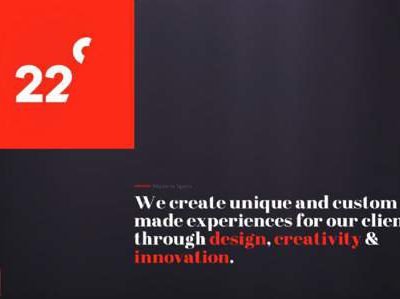 22
We create unique and custom
made experiences for our clien
through design, creativity &
innovation.